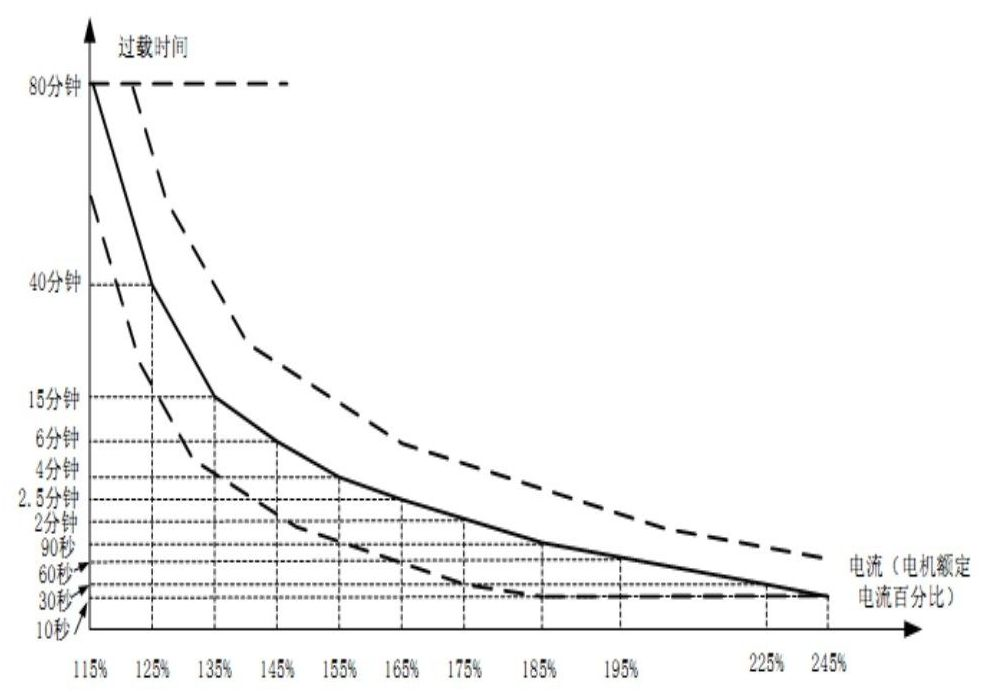 过载时间
80分钟
40分钟
15分钟
6分钟
4分钟
2.5分钟
2分钟
90秒
60秒
30秒
10秒
电流（电机额定
电流百分比）
115% 125% 135% 145% 155% 165% 175% 185% 195% 225% 245%